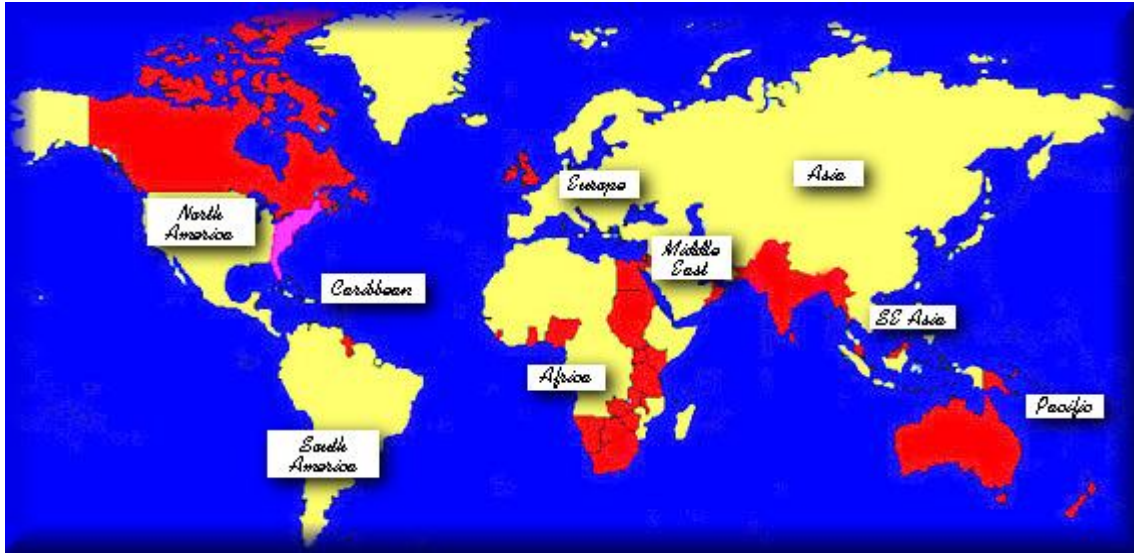 Europe
Asia
North
America
Middle
East
Caribbean
SE Asia
Africa
Pacific
South
America